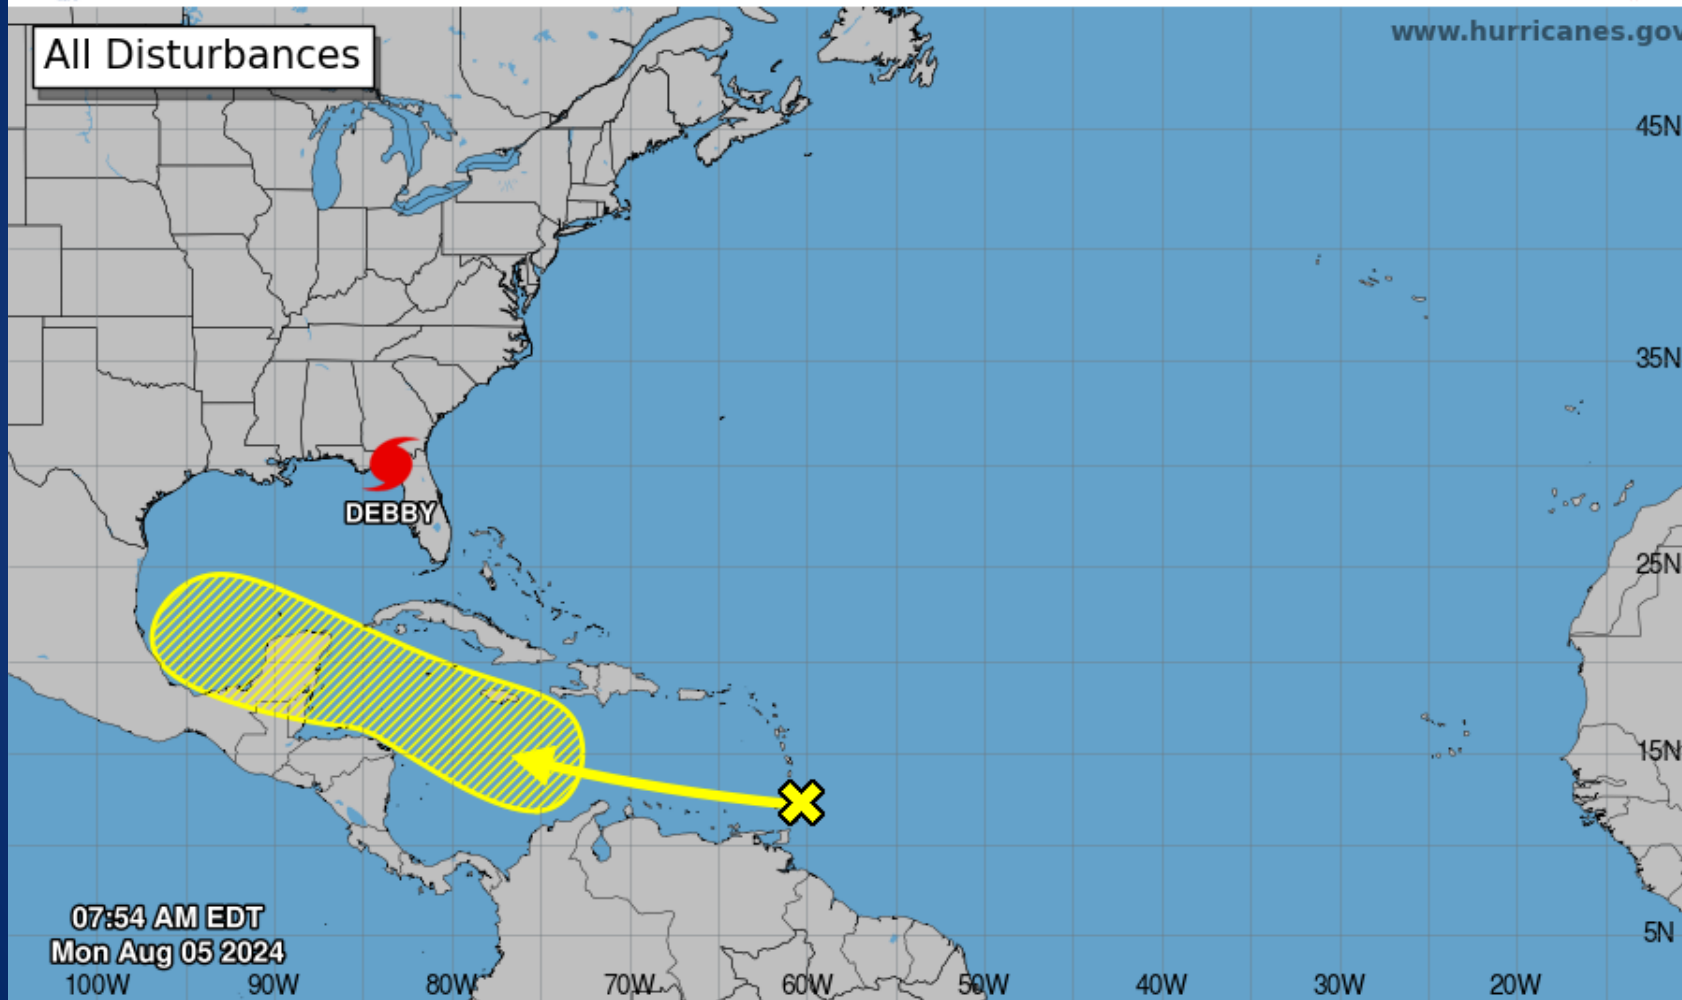 www.hurricanes.gov
All Disturbances
45N
35N
DEBBY
25N
15N
07:54 AM EDT
Mon Aug 05 2024
5N
100W 90W 80W 70W 60W 50W 40W 30W 20W